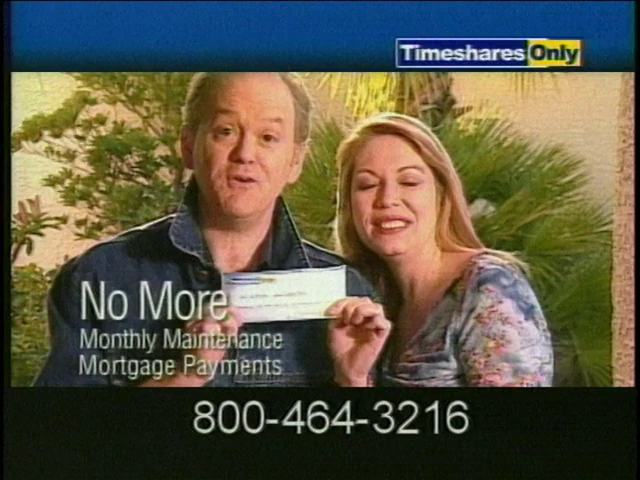 Timeshares Only
No More
Monthly Maintenance
Mortgage Payments
800-464-3216